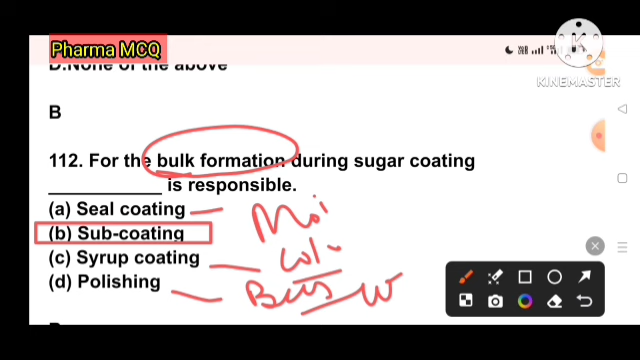 Pharma MCQ
D.None of the above
KINEMASTER
B
112. For the bulk formation during sugar coating
____________ is responsible.
(a) Seal coating
(b) Sub-coating
(c) Syrup coating
(d) Polishing